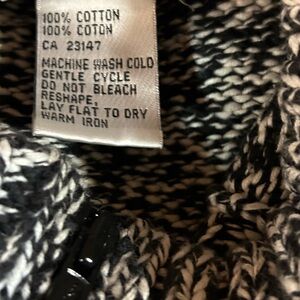 100% COTTON
100% COTON
CA 23147
MACHINE WASH COLD
GENTLE CYCLE
DO NOT BLEACH
RESHAPE,
LAY FLAT TO DRY
WARM IRON